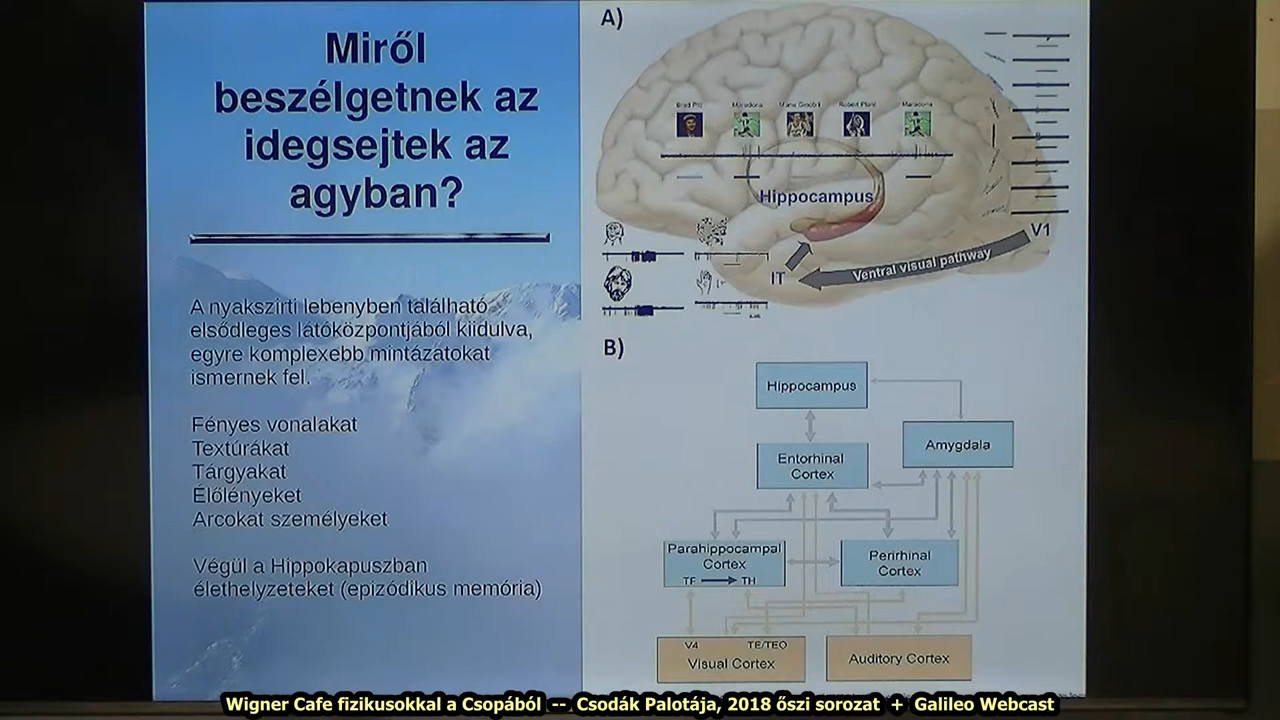 Miről
beszélgetnek az
idegsejtek az
agyban?
A nyakszirti lebenyben található
elsődleges látóközpontjából kiidulva,
egyre komplexebb mintázatokat
ismernek fel.
Fényes vonalakat
Textúrákat
Tárgyakat
Élőlényeket
Arcokat személyeket
Végül a Hippokapuszban
élethelyzeteket (epizódikus memória)
A)
Brad Pitt
Maradona
Robert Plant
Maradona
Hippocampus
V1
Ventral visual pathway
IT
B)
Hippocampus
Amygdala
Entorhinal
Cortex
Parahippocampal
Cortex
TF
TH
Perirhinal
Cortex
V4
TE/TEO
Visual Cortex
Auditory Cortex
Wigner Cafe fizikusokkal a Csopából -- Csodák Palotája, 2018 őszi sorozat + Galileo Webcast